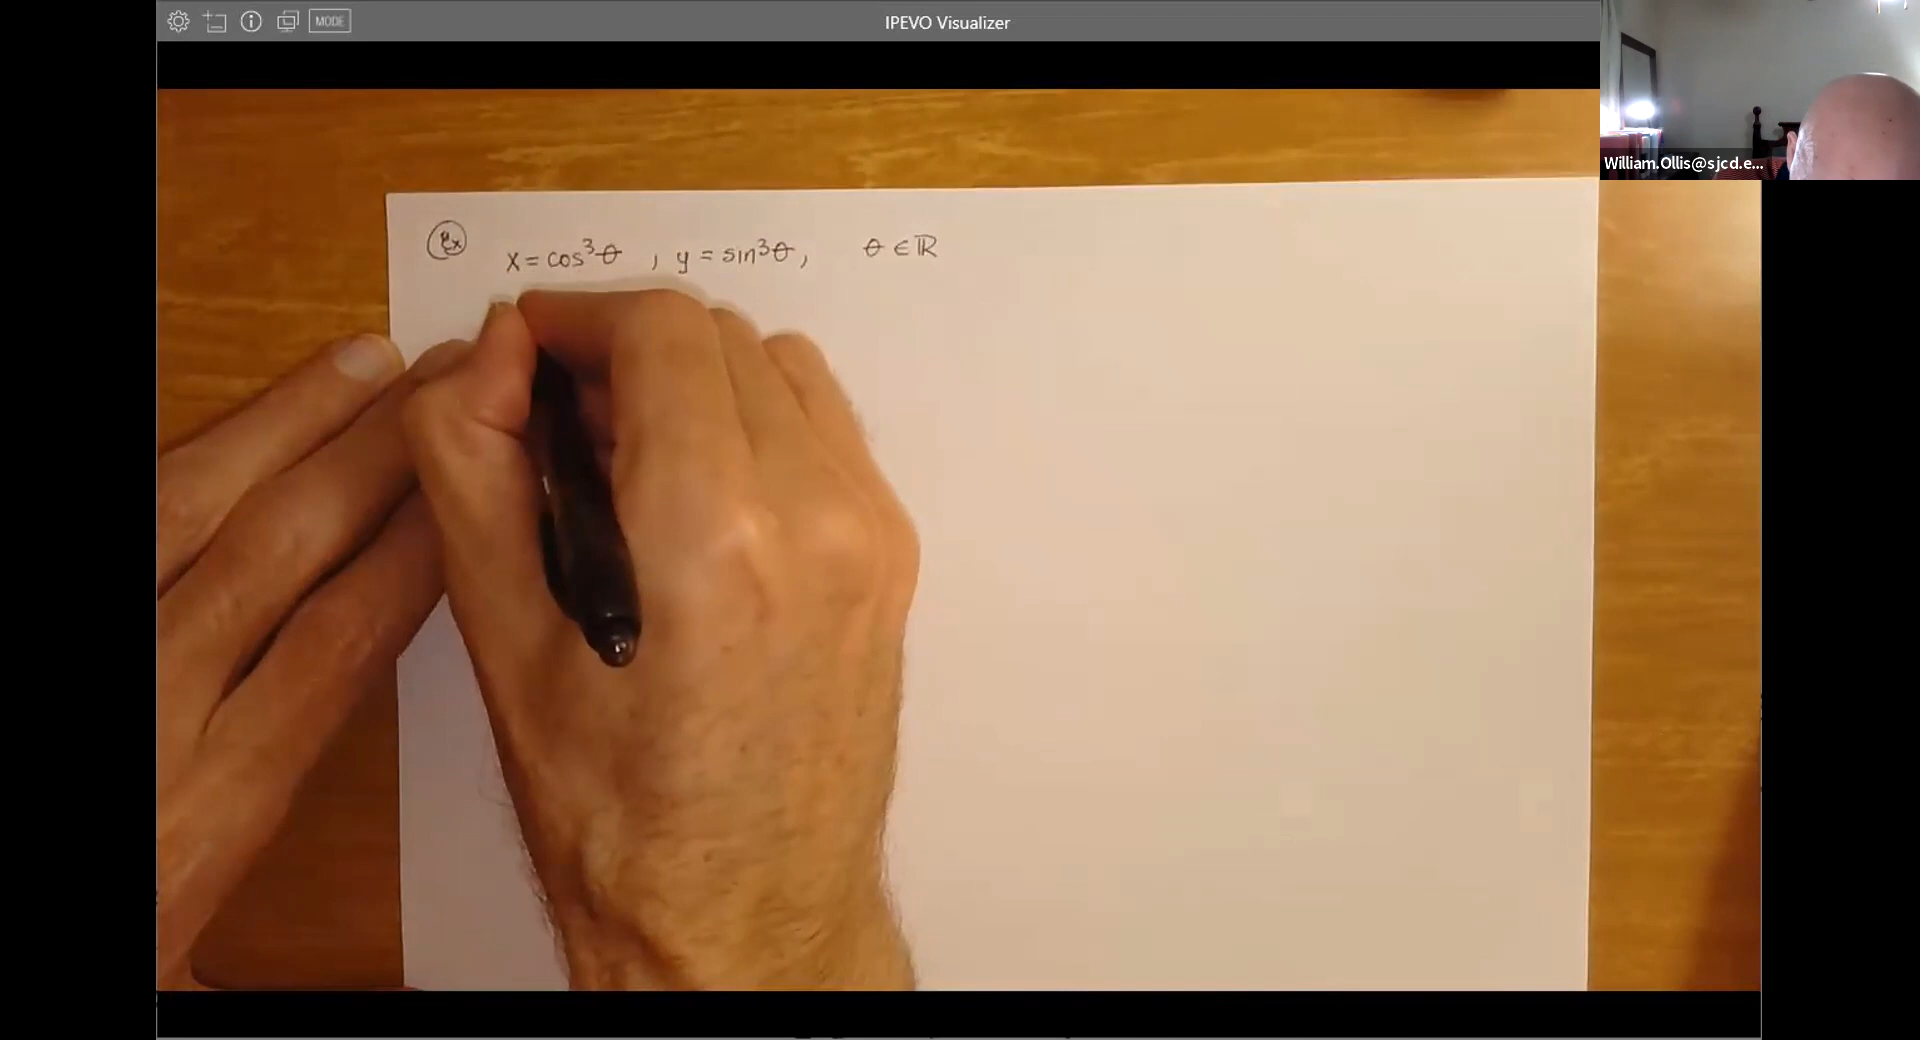 MODE
IPEVO Visualizer
William.Ollis@sjcd.e...
Ex x = cos³θ , y = sin³θ, θ ∈ ℝ